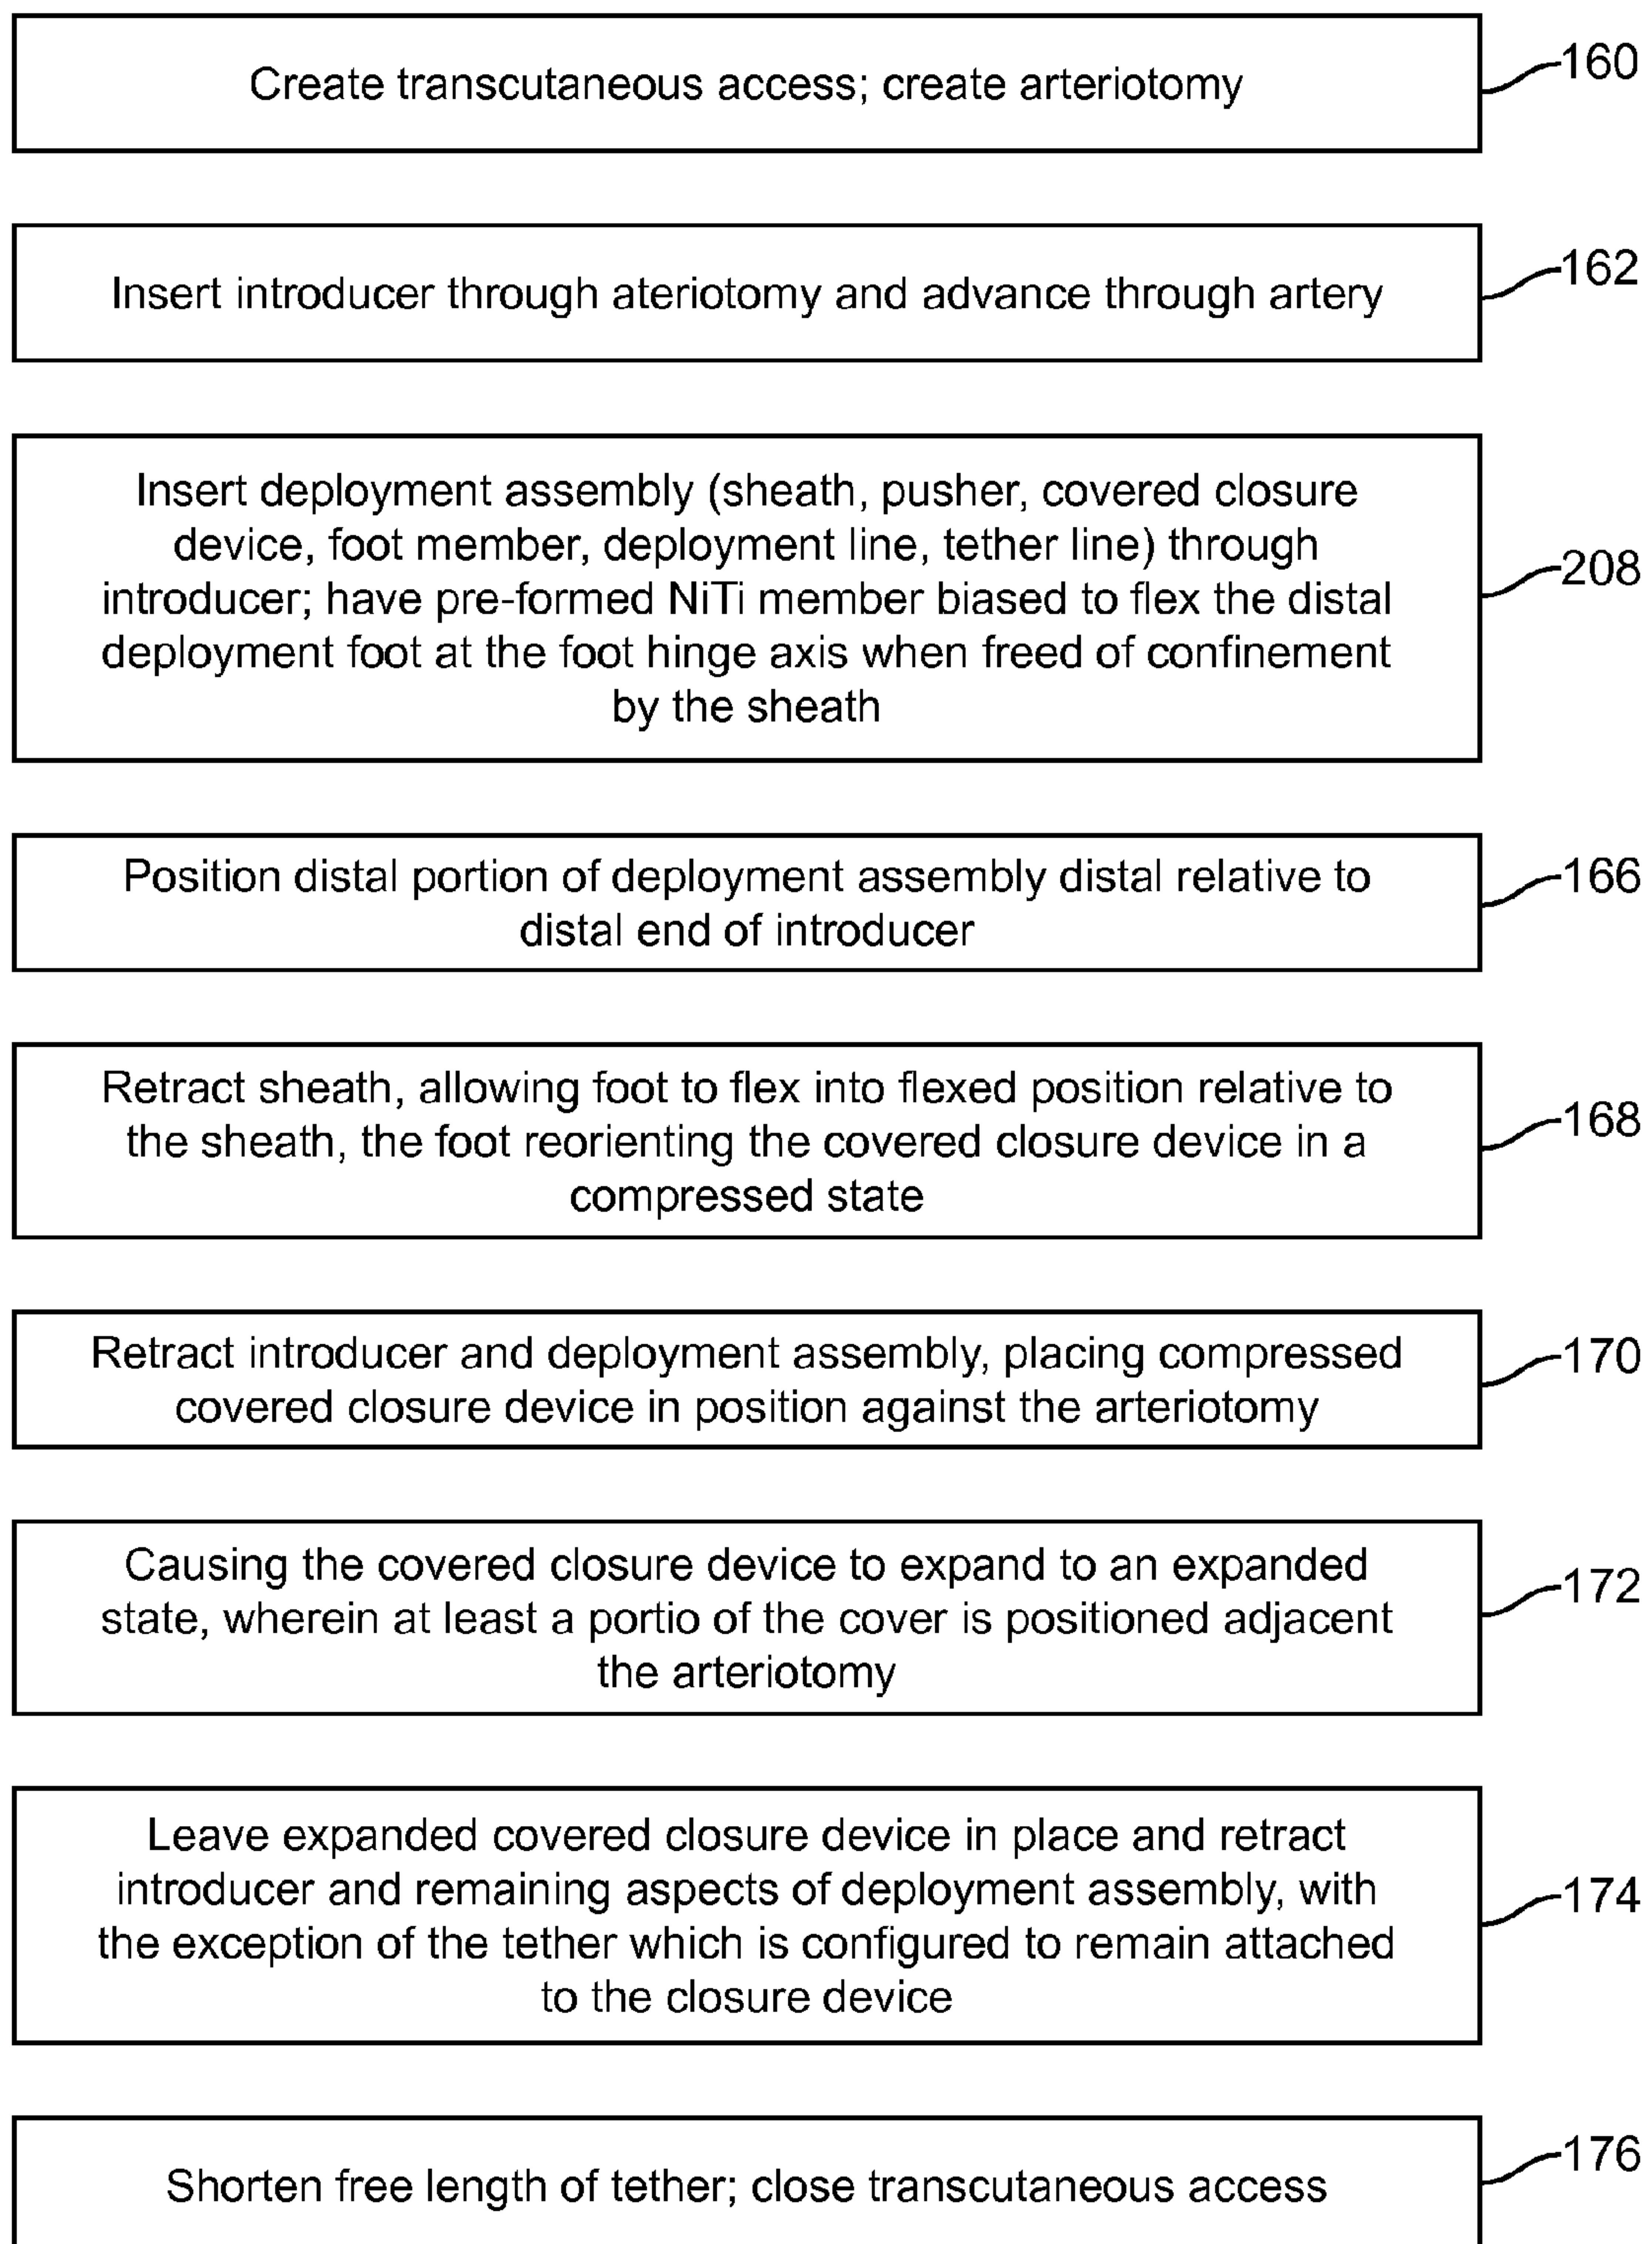 Create transcutaneous access; create arteriotomy
160
Insert introducer through ateriotomy and advance through artery
162
Insert deployment assembly (sheath, pusher, covered closure
device, foot member, deployment line, tether line) through
introducer; have pre-formed NiTi member biased to flex the distal
deployment foot at the foot hinge axis when freed of confinement
by the sheath
208
Position distal portion of deployment assembly distal relative to
distal end of introducer
166
Retract sheath, allowing foot to flex into flexed position relative to
the sheath, the foot reorienting the covered closure device in a
compressed state
168
Retract introducer and deployment assembly, placing compressed
covered closure device in position against the arteriotomy
170
Causing the covered closure device to expand to an expanded
state, wherein at least a portio of the cover is positioned adjacent
the arteriotomy
172
Leave expanded covered closure device in place and retract
introducer and remaining aspects of deployment assembly, with
the exception of the tether which is configured to remain attached
to the closure device
174
Shorten free length of tether; close transcutaneous access
176